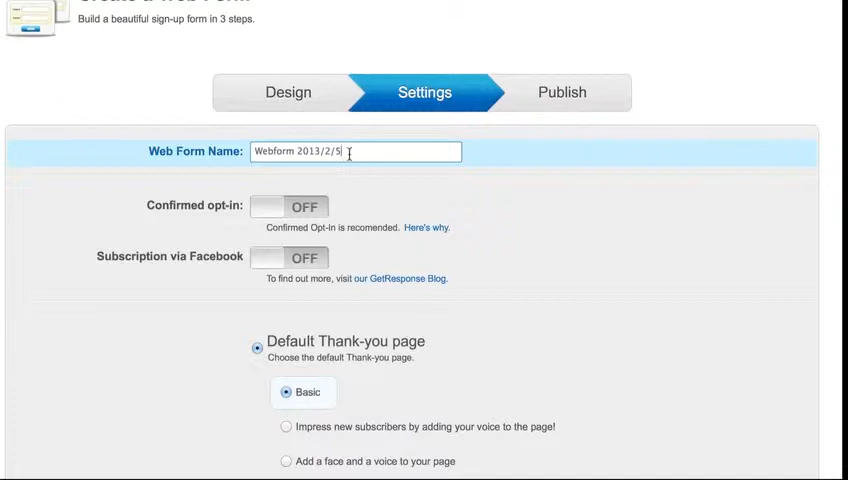 Build a beautiful sign-up form in 3 steps.
Design
Settings
Publish
Web Form Name:
Webform 2013/2/5
Confirmed opt-in:
OFF
Confirmed Opt-In is recomended. Here's why.
Subscription via Facebook
OFF
To find out more, visit our GetResponse Blog.
Default Thank-you page
Choose the default Thank-you page.
Basic
Impress new subscribers by adding your voice to the page!
Add a face and a voice to your page